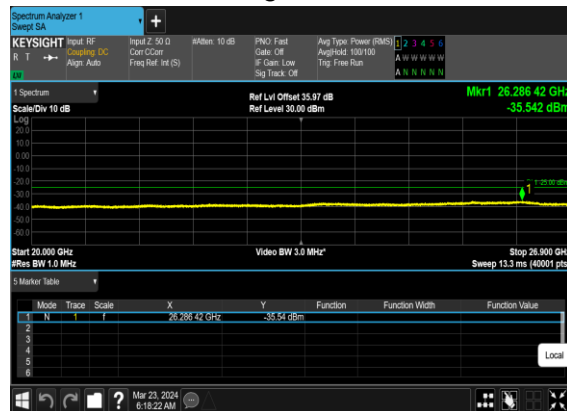 Spectrum Analyzer 1
Swept SA
KEYSIGHT Input: RF Input Z: 50 Ω #Atten: 10 dB PNO: Fast Avg Type: Power (RMS) 1 2 3 4 5 6
R T Coupling: DC Corr CCorr Gate: Off Avg|Hold: 100/100 A W W W W W
Align: Auto Freq Ref: Int (S) IF Gain: Low Trig: Free Run
LW Sig Track: Off A N N N N N
1 Spectrum Ref Lvl Offset 35.97 dB Mkr1 26.286 42 GHz
Scale/Div 10 dB Ref Level 30.00 dBm -35.542 dBm
Log
20.0
10.0
0.00
-10.0
-20.0
-30.0
-40.0
-50.0
-60.0
1
-25.00 dBm
Start 20.000 GHz Video BW 3.0 MHz* Stop 26.900 GHz
#Res BW 1.0 MHz Sweep 13.3 ms (40001 pts
5 Marker Table
Mode Trace Scale X Y Function Function Width Function Value
1 N 1 f 26.286 42 GHz -35.54 dBm
2
3
4
5
6
Local
? Mar 23, 2024
6:18:22 AM